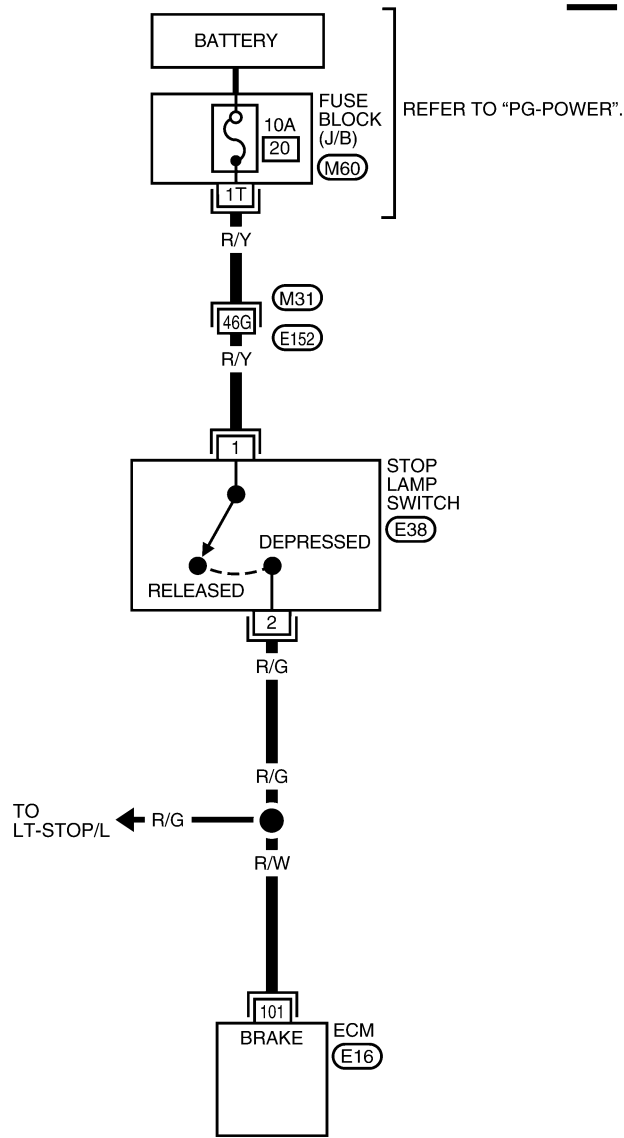 BATTERY
FUSE
BLOCK
(J/B)
REFER TO “PG-POWER”.
10A
20
M60
1T
R/Y
M31
46G
E152
R/Y
1
STOP
LAMP
SWITCH
E38
DEPRESSED
RELEASED
2
R/G
R/G
TO
LT-STOP/L
R/G
R/W
101
BRAKE
ECM
E16